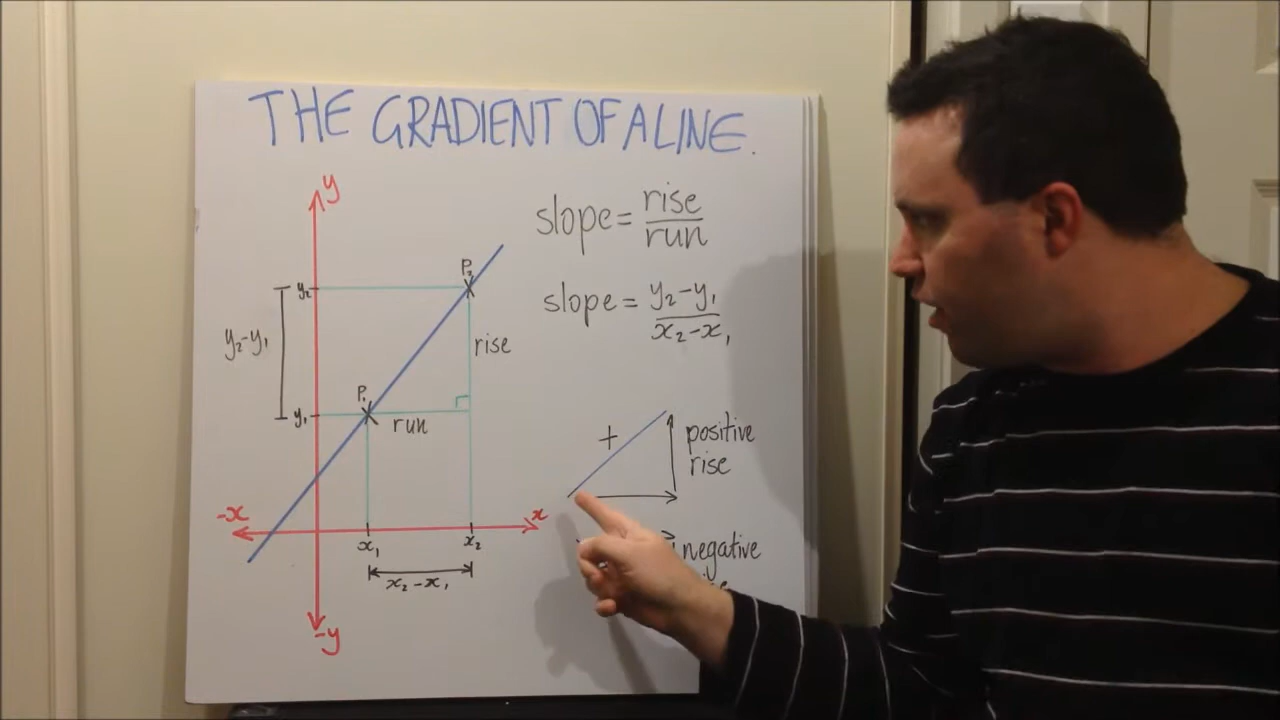 THE GRADIENT OF A LINE.
y
slope = rise/run
P₂
y₂
slope = y₂-y₁/x₂-x₁
y₂-y₁
rise
P₁
y₁
run
+
positive
rise
-x
x
x₁
x₂
negative
x₂-x₁
-y